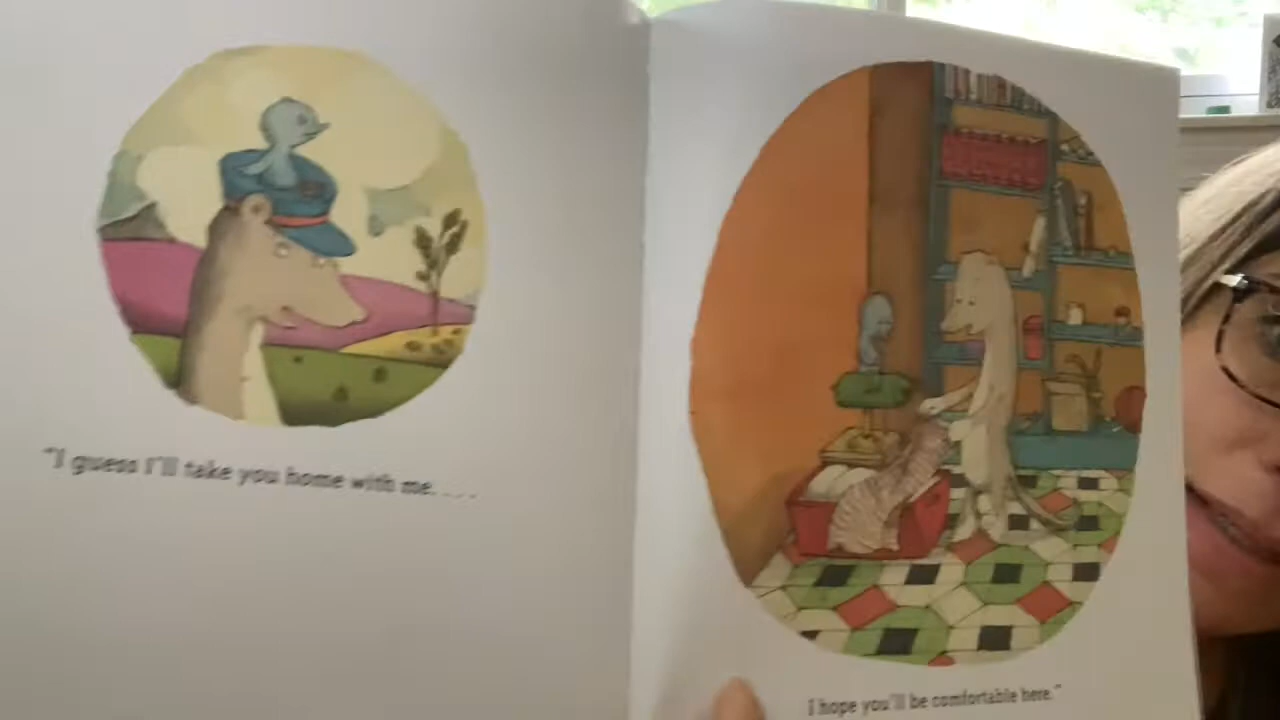 "I guess I'll take you home with me. . . .
I hope you'll be comfortable here."